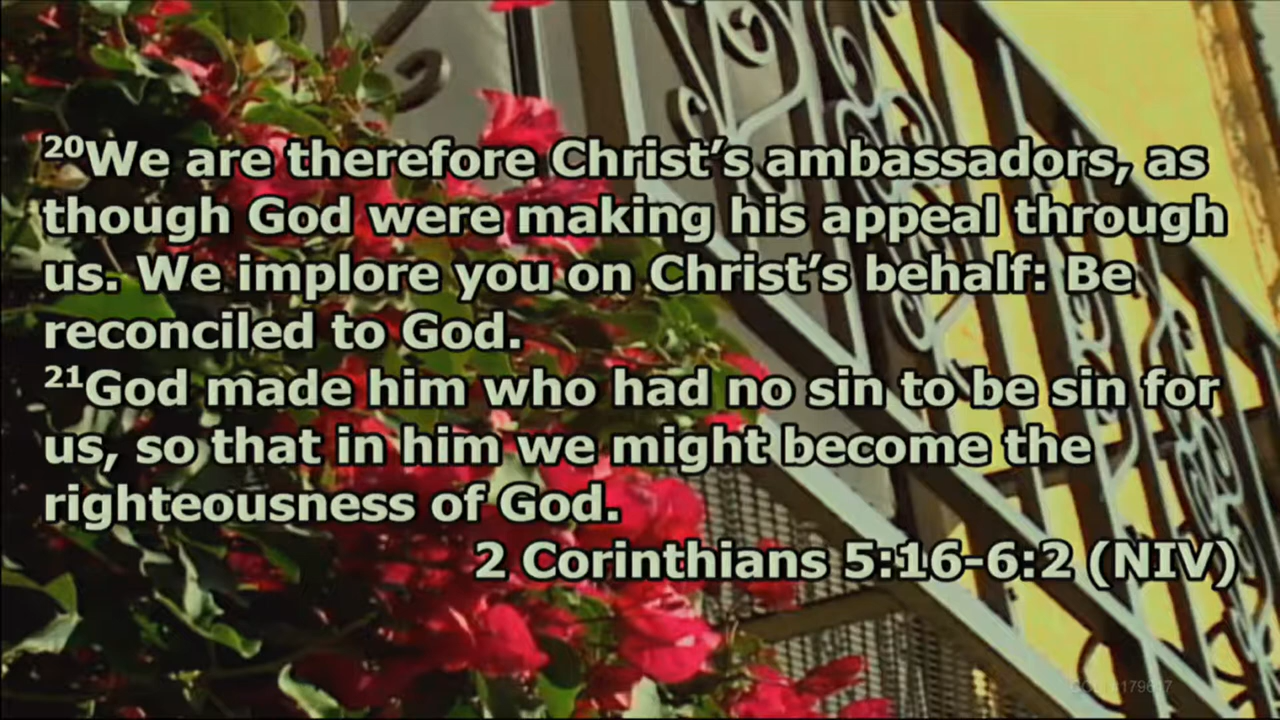 ²⁰We are therefore Christ's ambassadors, as
though God were making his appeal through
us. We implore you on Christ's behalf: Be
reconciled to God.
²¹God made him who had no sin to be sin for
us, so that in him we might become the
righteousness of God.
2 Corinthians 5:16-6:2 (NIV)